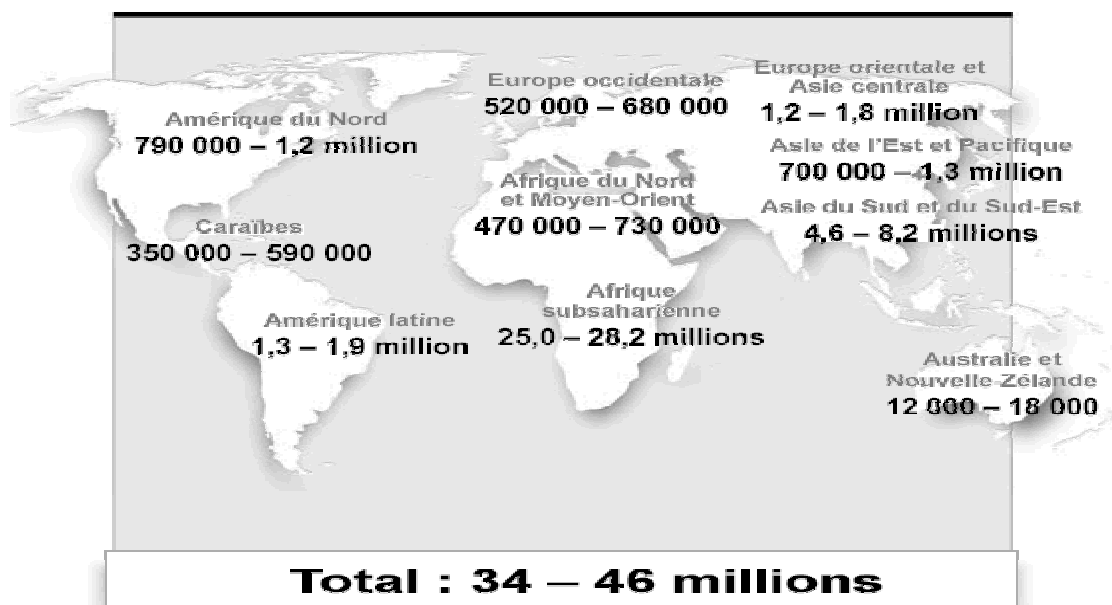 Amérique du Nord
790 000 – 1,2 million
Europe occidentale
520 000 – 680 000
Europe orientale et
Asie centrale
1,2 – 1,8 million
Asie de l'Est et Pacifique
700 000 – 1,3 million
Afrique du Nord
et Moyen-Orient
470 000 – 730 000
Asie du Sud et du Sud-Est
4,6 – 8,2 millions
Caraïbes
350 000 – 590 000
Afrique
subsaharienne
25,0 – 28,2 millions
Amérique latine
1,3 – 1,9 million
Australie et
Nouvelle Zélande
12 000 – 18 000
Total : 34 – 46 millions